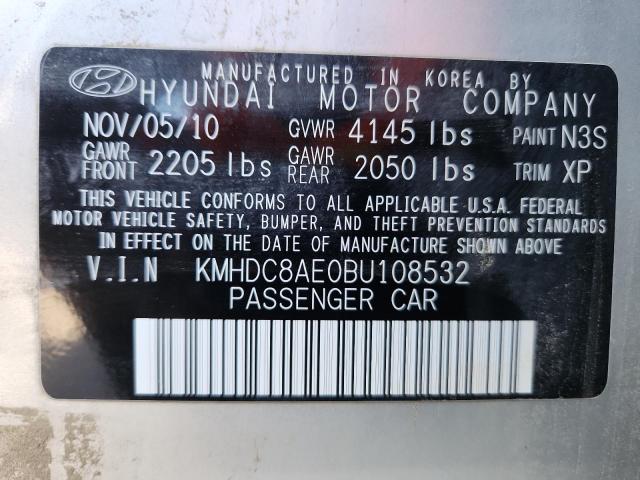 MANUFACTURED IN KOREA BY
HYUNDAI MOTOR COMPANY
NOV/05/10 GVWR 4145 lbs PAINT N3S
GAWR FRONT 2205 lbs GAWR REAR 2050 lbs TRIM XP
THIS VEHICLE CONFORMS TO ALL APPLICABLE U.S.A. FEDERAL
MOTOR VEHICLE SAFETY, BUMPER, AND THEFT PREVENTION STANDARDS
IN EFFECT ON THE DATE OF MANUFACTURE SHOWN ABOVE
V.I.N KMHDC8AE0BU108532
PASSENGER CAR